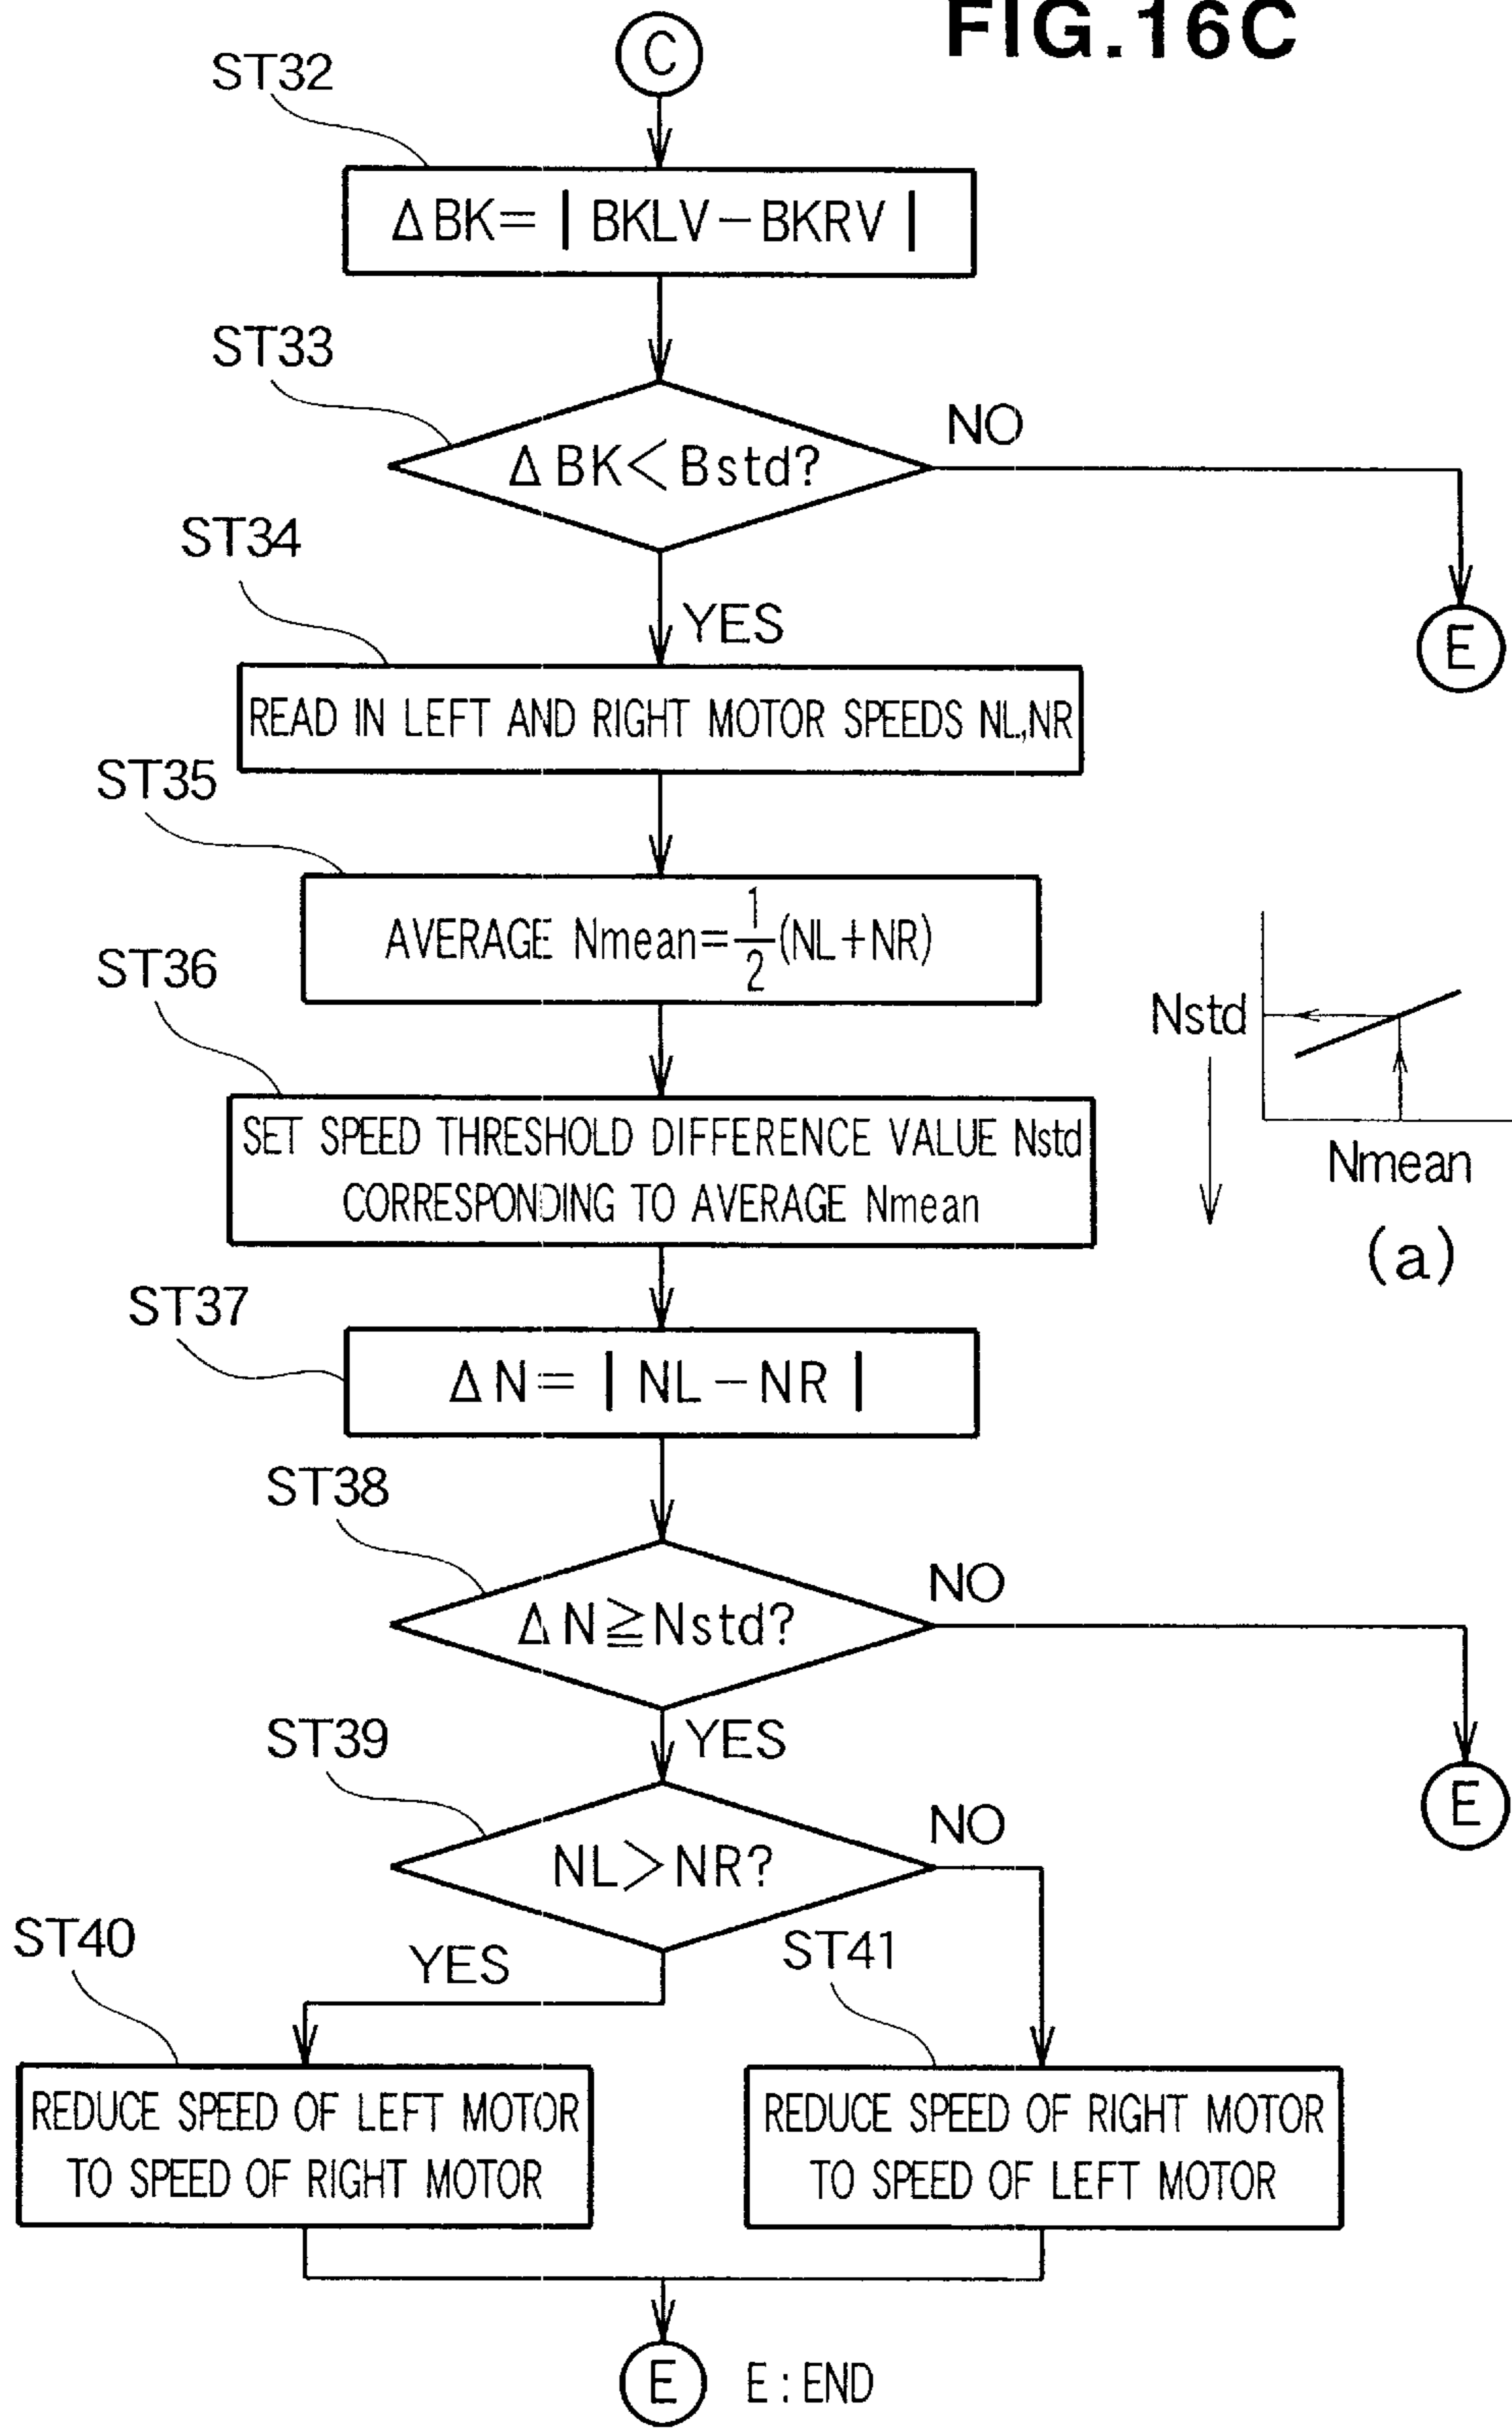 FIG.16C
C
ST32
ΔBK=|BKLV-BKRV|
ST33
ΔBK<Bstd?
NO
E
YES
ST34
READ IN LEFT AND RIGHT MOTOR SPEEDS NL,NR
ST35
AVERAGE Nmean=1/2(NL+NR)
ST36
SET SPEED THRESHOLD DIFFERENCE VALUE Nstd
CORRESPONDING TO AVERAGE Nmean
Nstd
Nmean
(a)
ST37
ΔN=|NL-NR|
ST38
ΔN≧Nstd?
NO
E
YES
ST39
NL>NR?
NO
YES
ST40
REDUCE SPEED OF LEFT MOTOR
TO SPEED OF RIGHT MOTOR
ST41
REDUCE SPEED OF RIGHT MOTOR
TO SPEED OF LEFT MOTOR
E
E:END